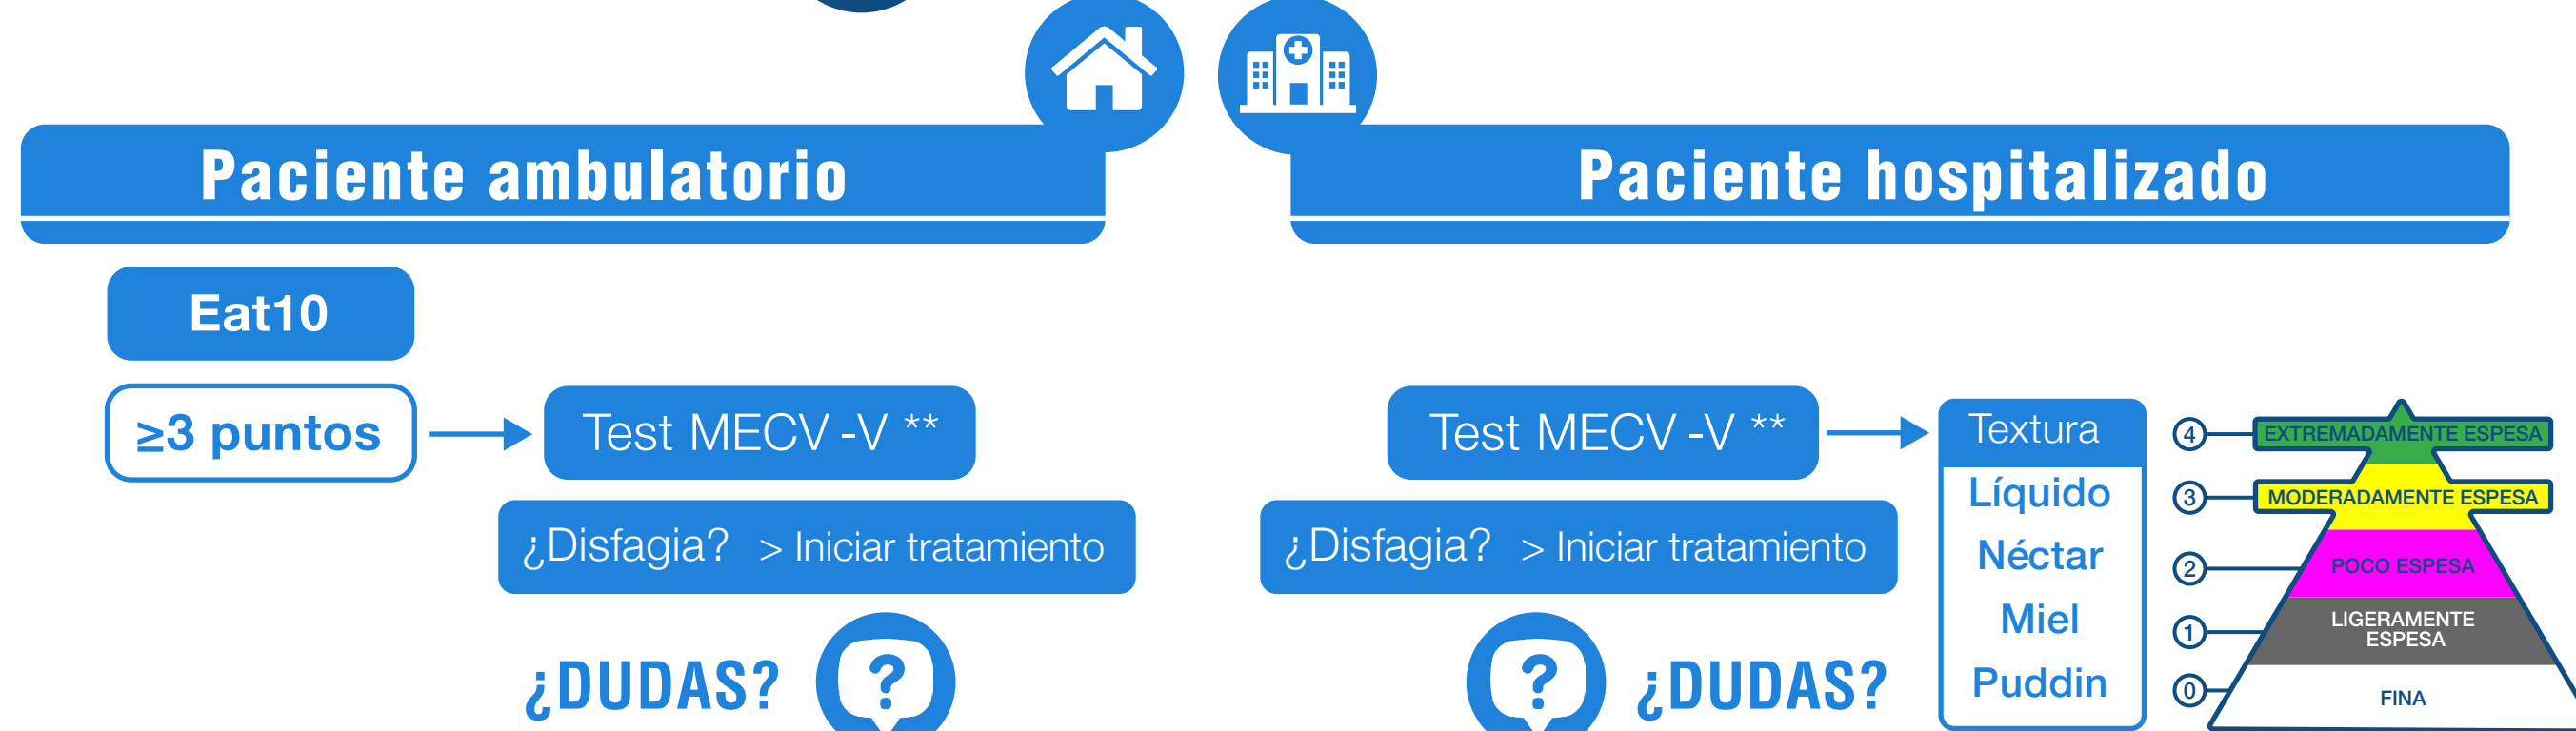 Paciente ambulatorio
Eat10
≥3 puntos
Test MECV -V **
¿Disfagia? > Iniciar tratamiento
¿DUDAS?
?
Paciente hospitalizado
Test MECV -V **
¿Disfagia? > Iniciar tratamiento
?
¿DUDAS?
Textura
Líquido
Néctar
Miel
Puddin
4 EXTREMADAMENTE ESPESA
3 MODERADAMENTE ESPESA
2 POCO ESPESA
1 LIGERAMENTE
ESPESA
0 FINA